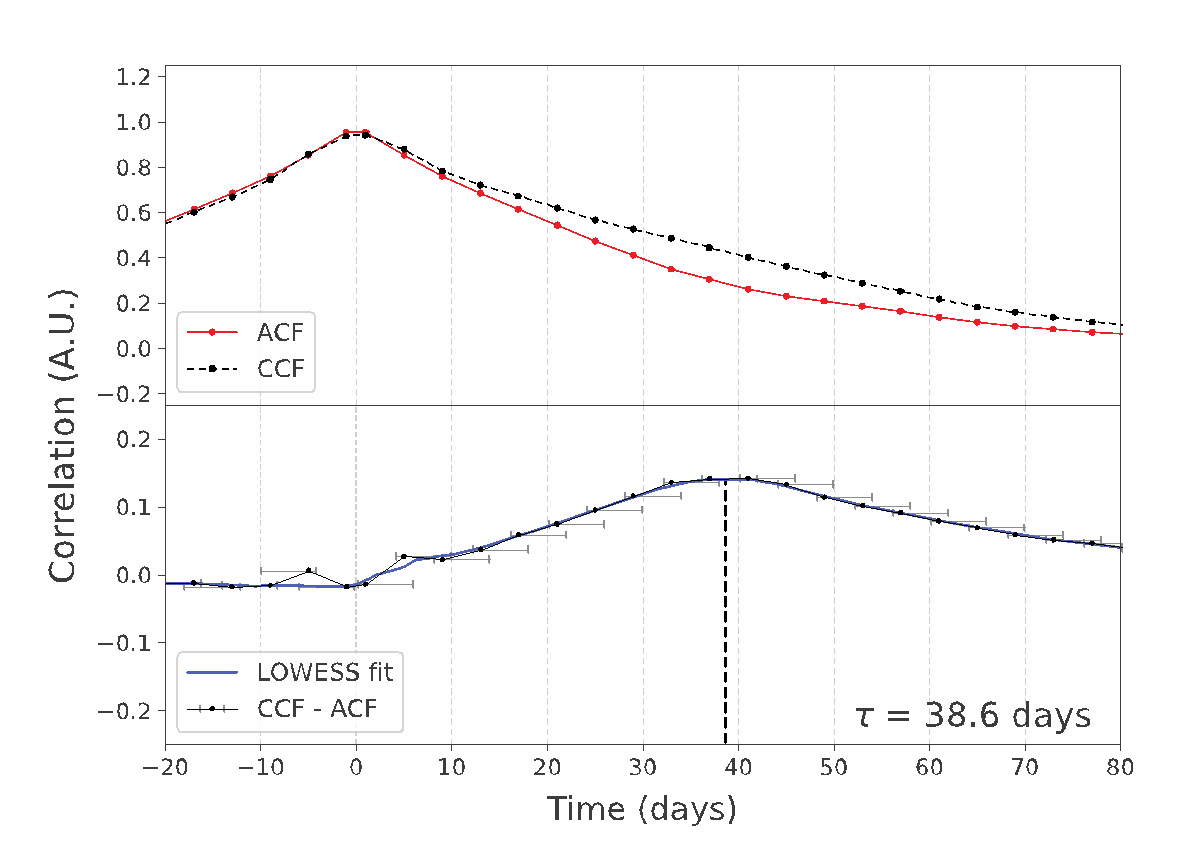 1.2
1.0
0.8
0.6
0.4
0.2
0.0
−0.2
ACF
CCF
Correlation (A.U.)
0.2
0.1
0.0
−0.1
−0.2
LOWESS fit
CCF - ACF
τ = 38.6 days
−20 −10 0 10 20 30 40 50 60 70 80
Time (days)